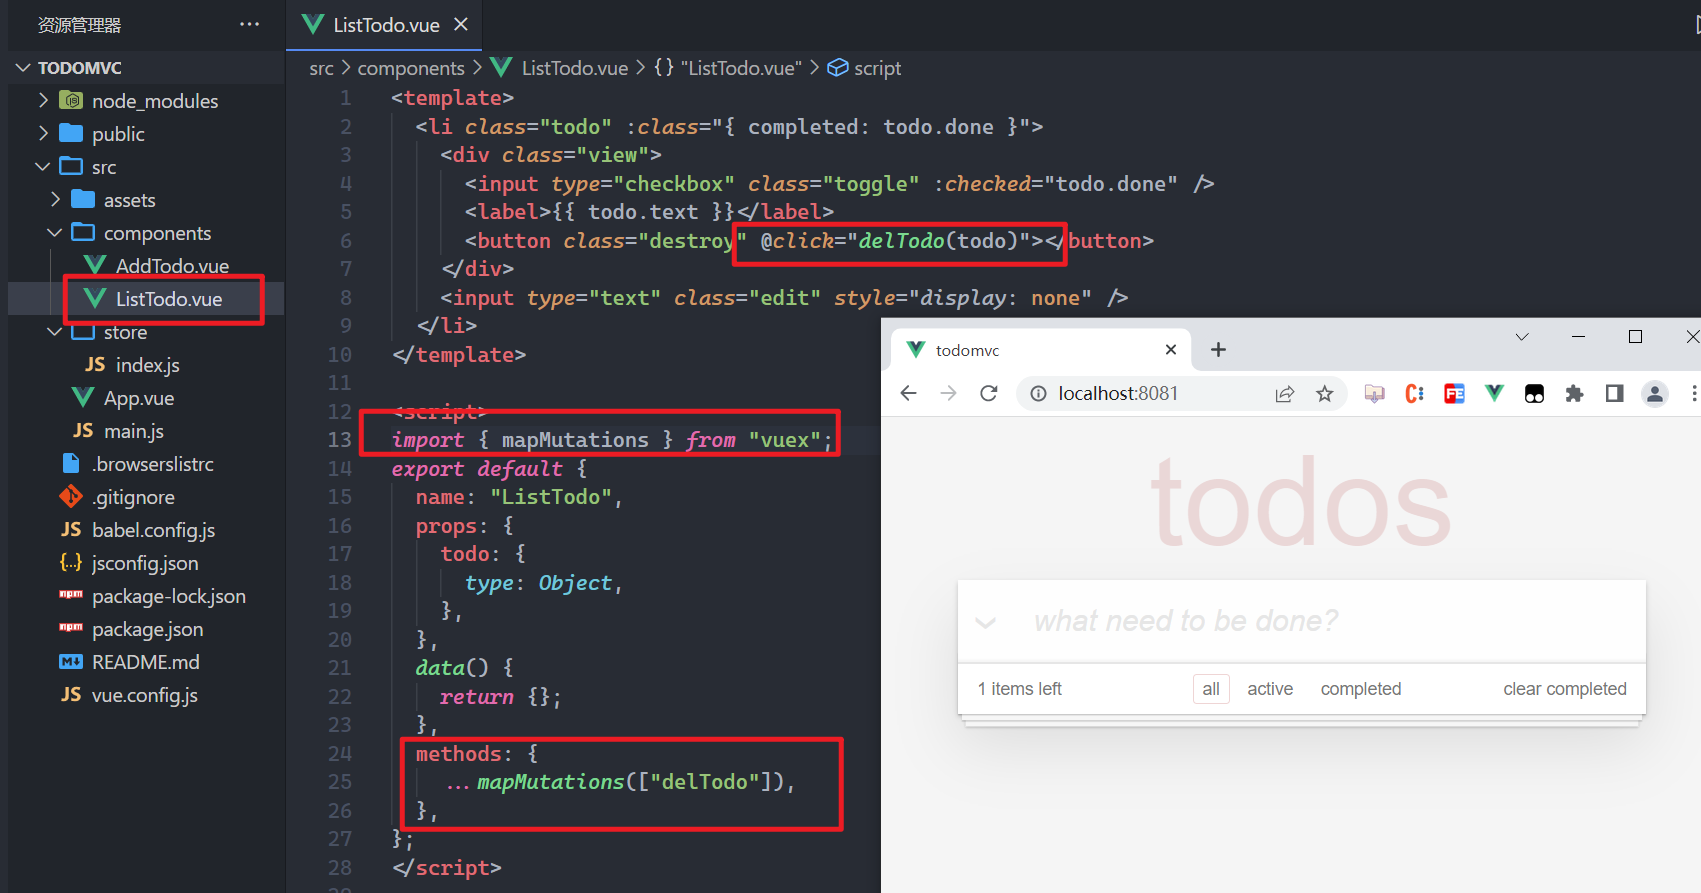 资源管理器 ···
TODOMVC
node_modules
public
src
assets
components
AddTodo.vue
ListTodo.vue
store
JS index.js
App.vue
JS main.js
.browserslistrc
.gitignore
JS babel.config.js
{..} jsconfig.json
npm package-lock.json
npm package.json
M README.md
JS vue.config.js
ListTodo.vue
src > components > ListTodo.vue > {} "ListTodo.vue" > script
1 <template>
2 <li class="todo" :class="{ completed: todo.done }">
3 <div class="view">
4 <input type="checkbox" class="toggle" :checked="todo.done" />
5 <label>{{ todo.text }}</label>
6 <button class="destroy" @click="delTodo(todo)"></button>
7 </div>
8 <input type="text" class="edit" style="display: none" />
9 </li>
10 </template>
11
12 <script>
13 import { mapMutations } from "vuex";
14 export default {
15 name: "ListTodo",
16 props: {
17 todo: {
18 type: Object,
19 },
20 },
21 data() {
22 return {};
23 },
24 methods: {
25 ...mapMutations(["delTodo"]),
26 },
27 };
28 </script>
todomvc
localhost:8081
C:
FE
todos
what need to be done?
1 items left all active completed clear completed